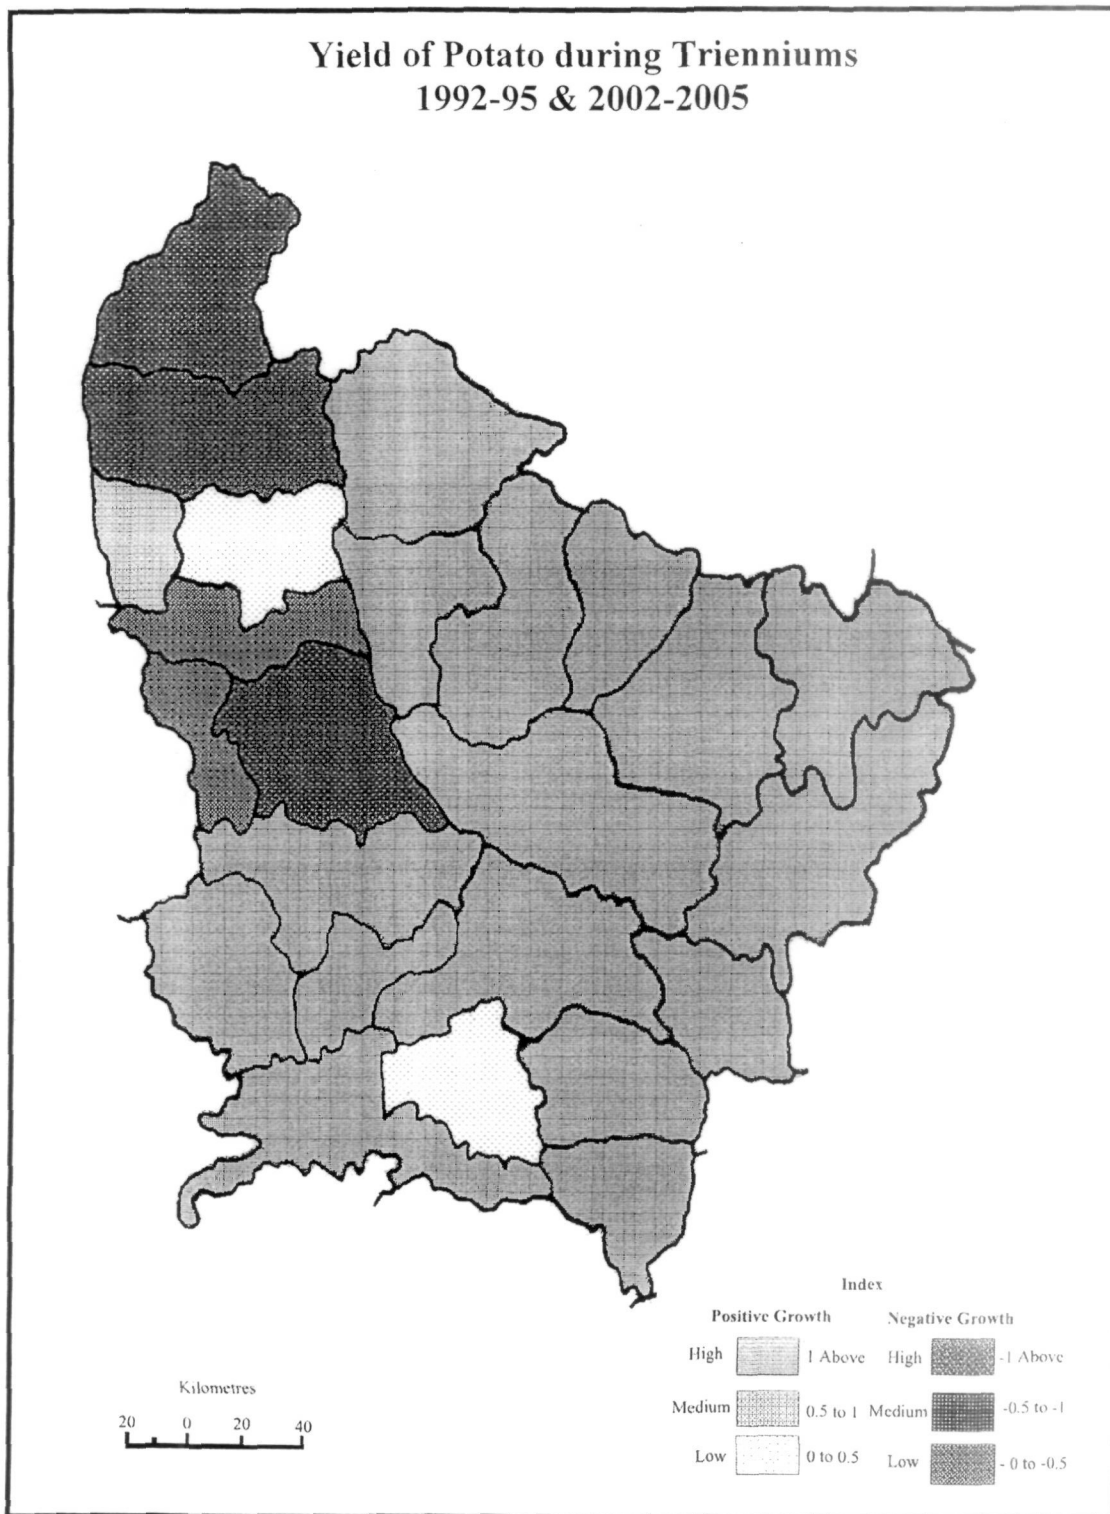 Yield of Potato during Trienniums
1992-95 & 2002-2005
Index
Positive Growth Negative Growth
High 1 Above High -1 Above
Medium 0.5 to 1 Medium -0.5 to -1
Low 0 to 0.5 Low - 0 to -0.5
Kilometres
20 0 20 40